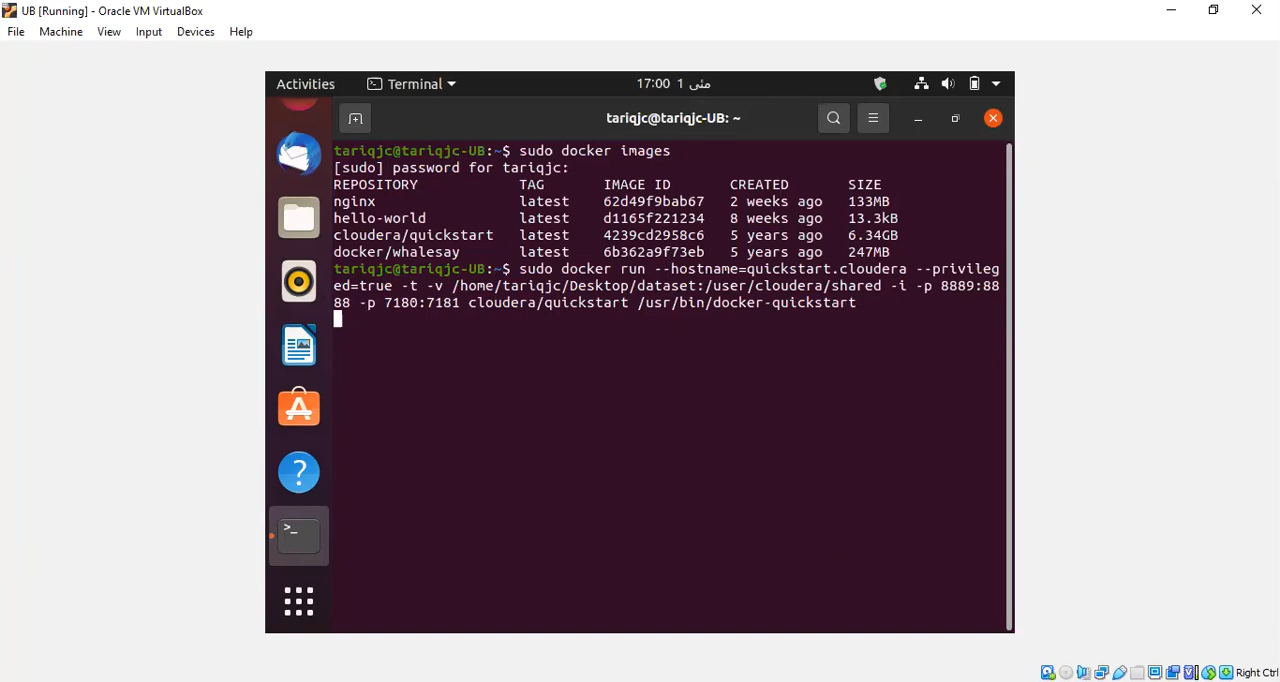 UB [Running] - Oracle VM VirtualBox
File Machine View Input Devices Help
Activities Terminal 17:00 1 مئی
tariqjc@tariqjc-UB: ~
tariqjc@tariqjc-UB:~$ sudo docker images
[sudo] password for tariqjc:
REPOSITORY TAG IMAGE ID CREATED SIZE
nginx latest 62d49f9bab67 2 weeks ago 133MB
hello-world latest d1165f221234 8 weeks ago 13.3kB
cloudera/quickstart latest 4239cd2958c6 5 years ago 6.34GB
docker/whalesay latest 6b362a9f73eb 5 years ago 247MB
tariqjc@tariqjc-UB:~$ sudo docker run --hostname=quickstart.cloudera --privileg
ed=true -t -v /home/tariqjc/Desktop/dataset:/user/cloudera/shared -i -p 8889:88
88 -p 7180:7181 cloudera/quickstart /usr/bin/docker-quickstart
Right Ctrl